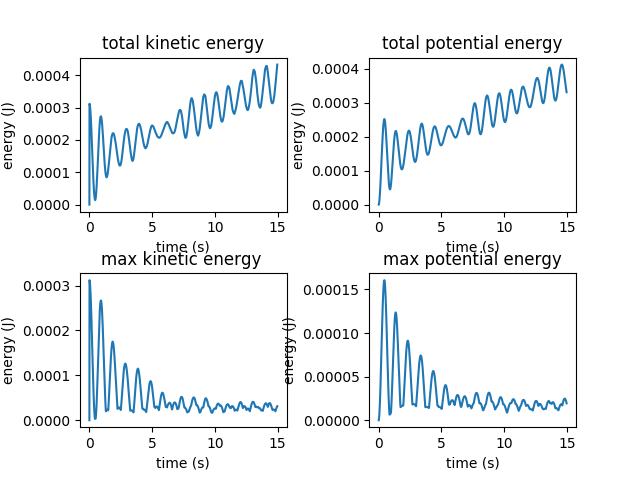 total kinetic energy
total potential energy
energy (J)
0.0004
0.0003
0.0002
0.0001
0.0000
0 5 10 15
time (s)
energy (J)
0.0004
0.0003
0.0002
0.0001
0.0000
0 5 10 15
time (s)
max kinetic energy
max potential energy
energy (J)
0.0003
0.0002
0.0001
0.0000
0 5 10 15
time (s)
energy (J)
0.00015
0.00010
0.00005
0.00000
0 5 10 15
time (s)